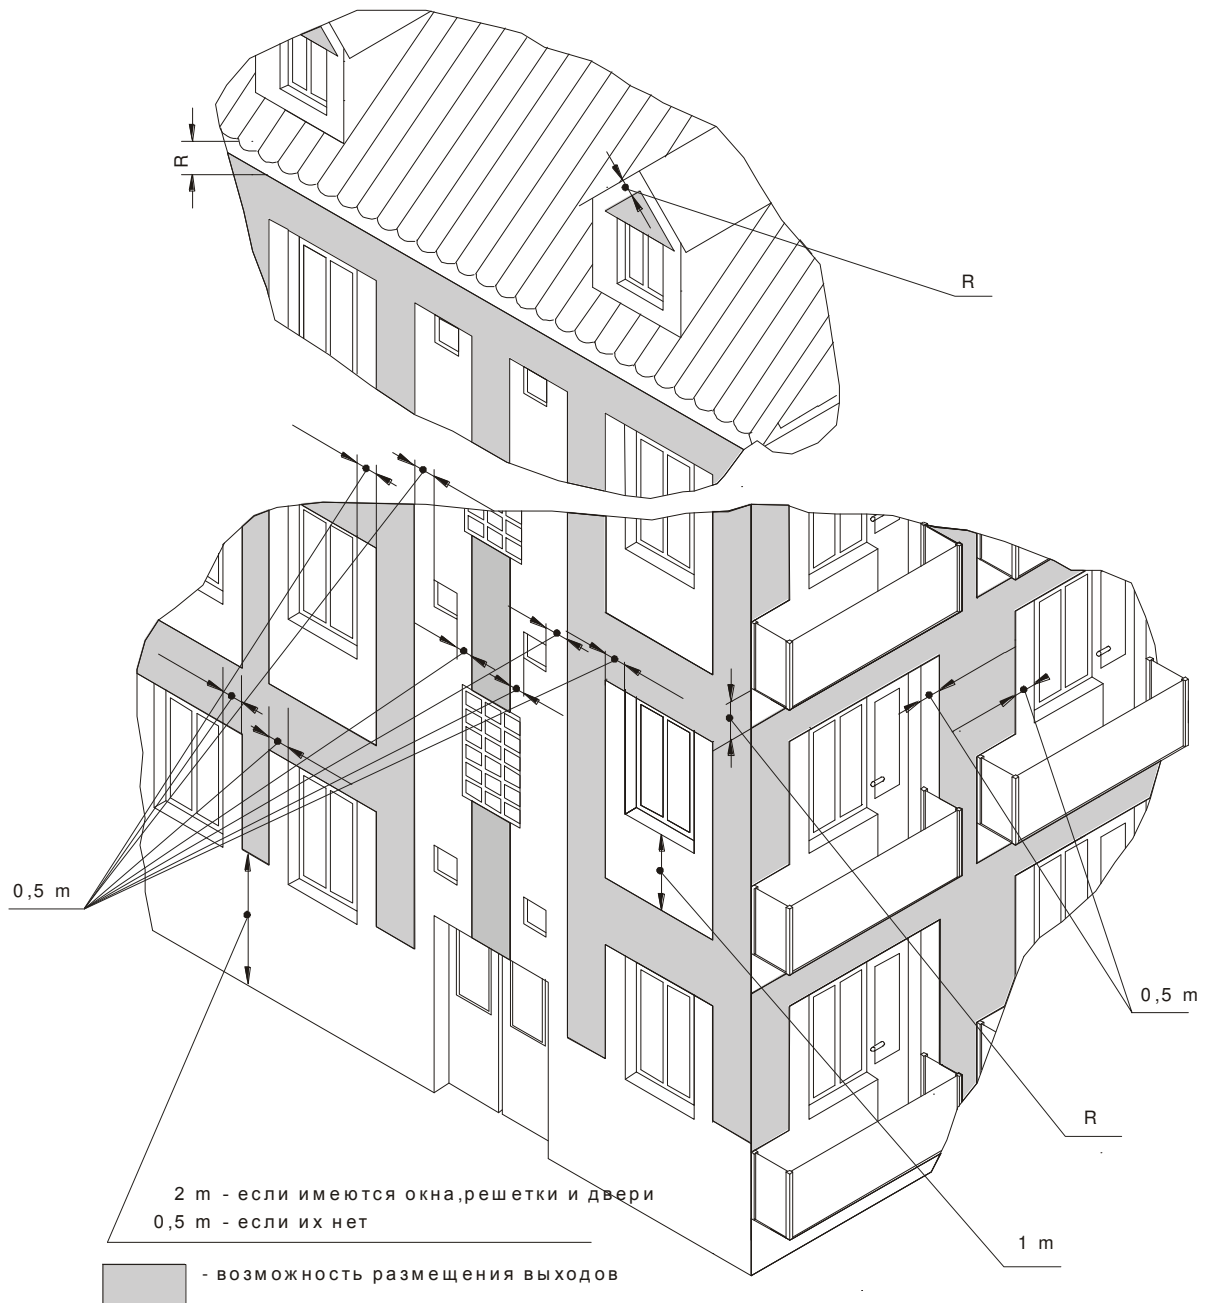 R
R
0,5 m
0,5 m
R
2 m - если имеются окна,решетки и двери
0,5 m - если их нет
1 m
- возможность размещения выходов